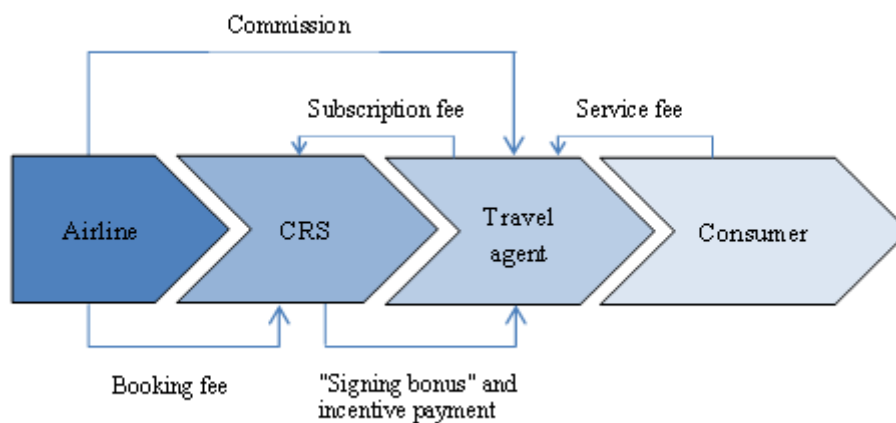 Commission
Subscription fee
Service fee
Airline
CRS
Travel
agent
Consumer
Booking fee
"Signing bonus" and
incentive payment